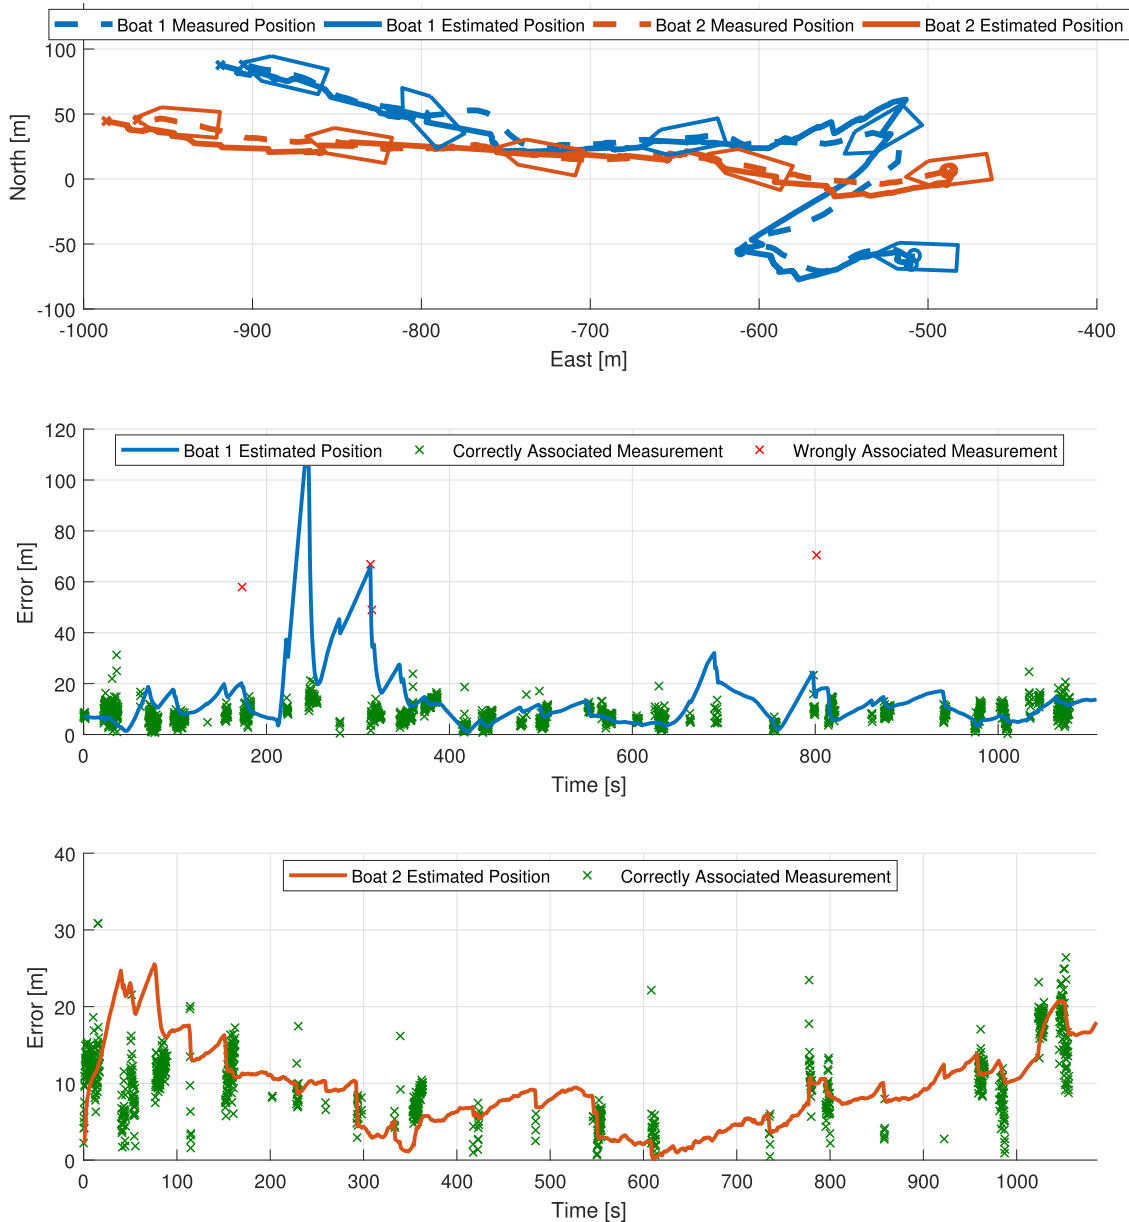 Boat 1 Measured Position Boat 1 Estimated Position Boat 2 Measured Position Boat 2 Estimated Position
100
50
0
-50
-100
North [m]
-1000 -900 -800 -700 -600 -500 -400
East [m]
120
100
80
60
40
20
0
Error [m]
Boat 1 Estimated Position Correctly Associated Measurement Wrongly Associated Measurement
0 200 400 600 800 1000
Time [s]
40
30
20
10
0
Error [m]
Boat 2 Estimated Position Correctly Associated Measurement
0 100 200 300 400 500 600 700 800 900 1000
Time [s]